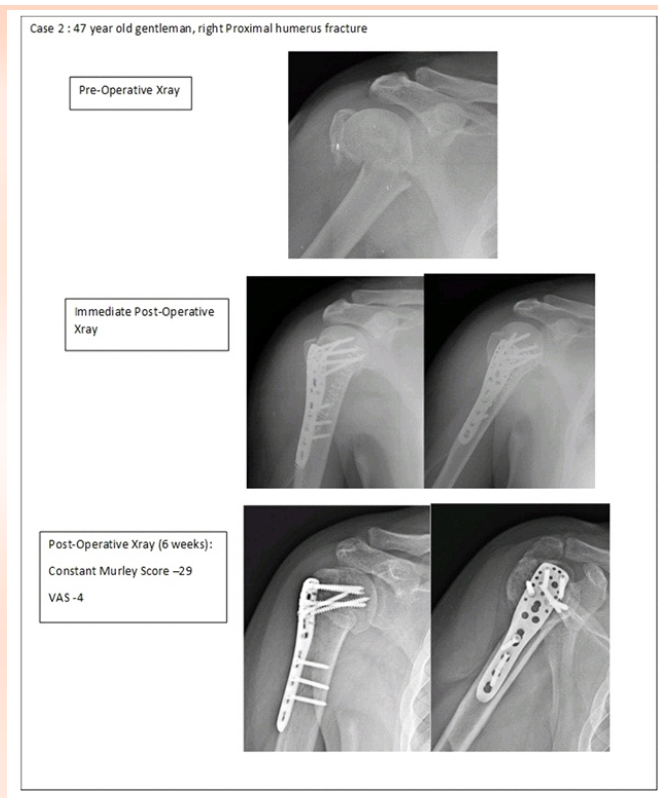 Case 2 : 47 year old gentleman, right Proximal humerus fracture
Pre-Operative Xray
Immediate Post-Operative
Xray
Post-Operative Xray (6 weeks):
Constant Murley Score –29
VAS -4